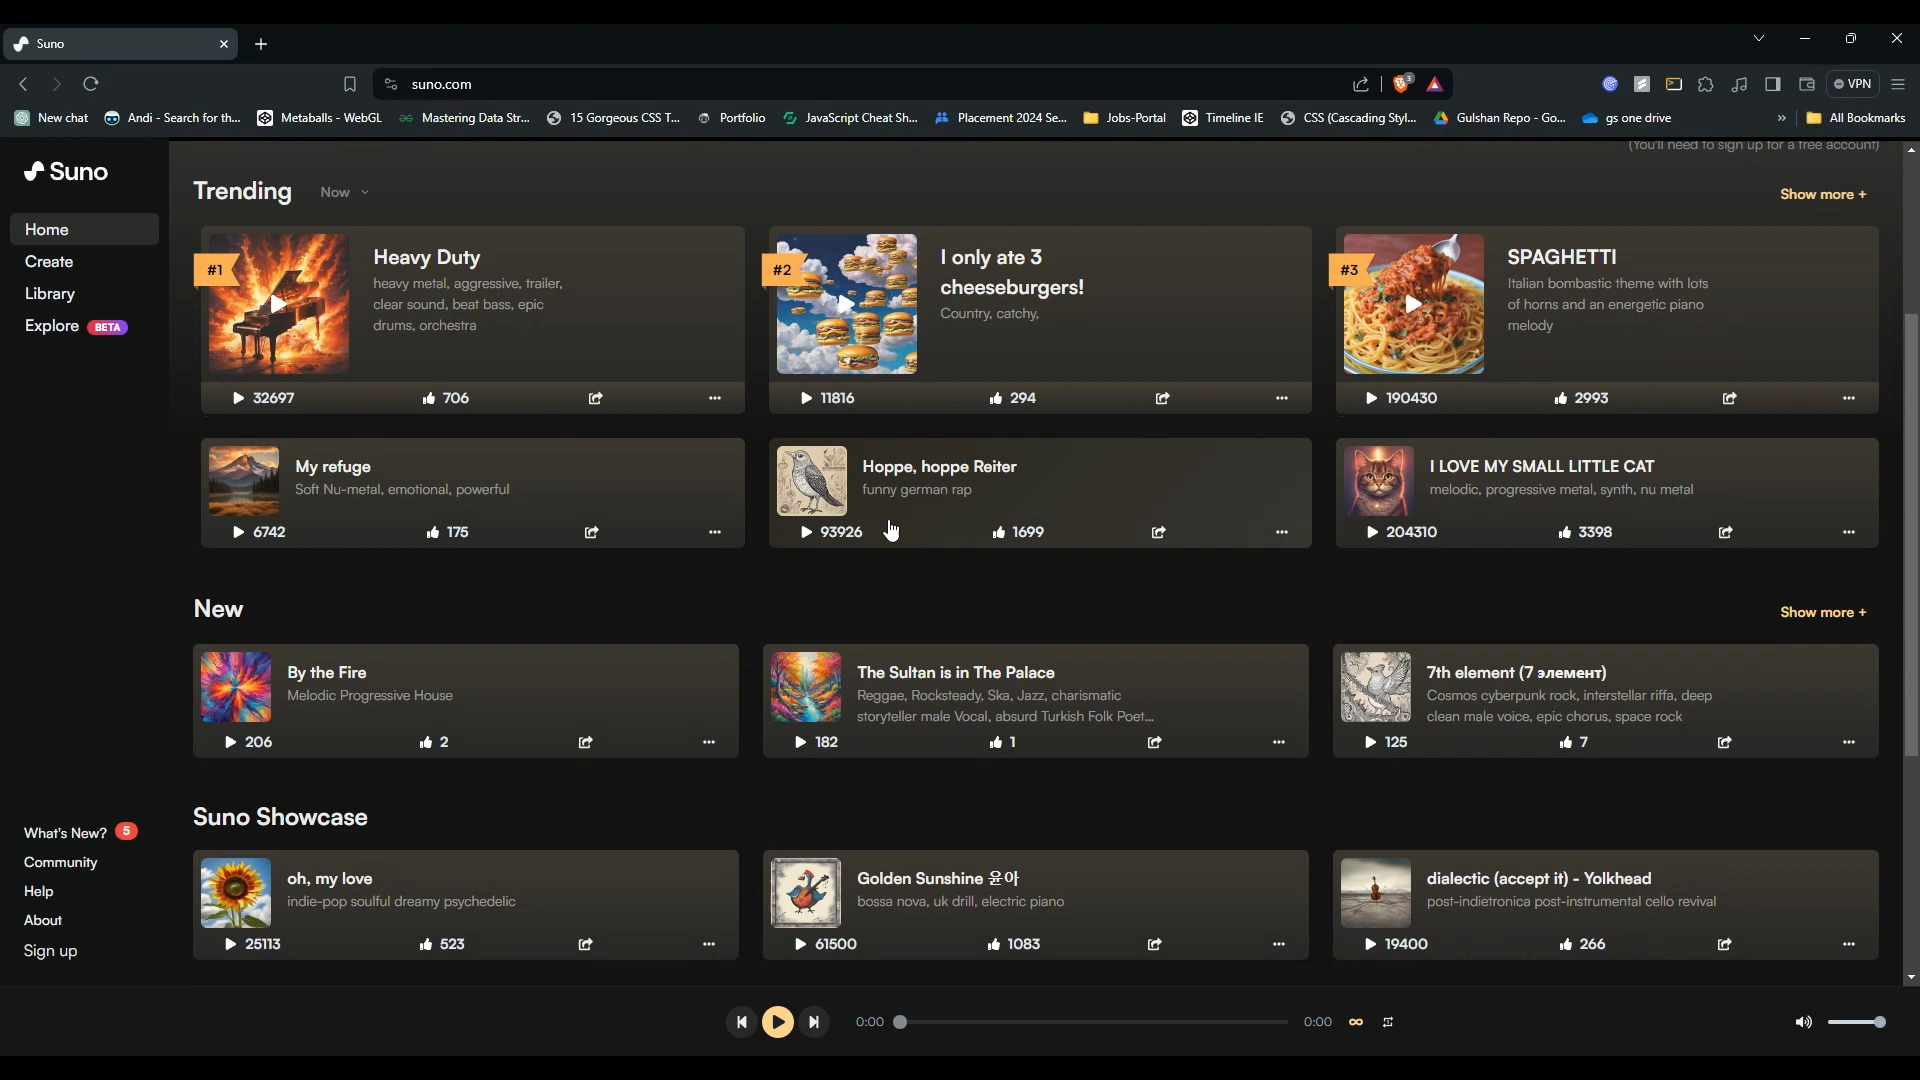 Suno
suno.com
3
VPN
New chat
Andi - Search for th...
Metaballs - WebGL
Mastering Data Str...
15 Gorgeous CSS T...
Portfolio
JavaScript Cheat Sh...
Placement 2024 Se...
Jobs-Portal
Timeline IE
CSS (Cascading Styl...
Gulshan Repo - Go...
gs one drive
»
All Bookmarks
Suno
Home
Create
Library
Explore BETA
(You'll need to sign up for a free account)
Trending Now
Show more +
#1
Heavy Duty
heavy metal, aggressive, trailer,
clear sound, beat bass, epic
drums, orchestra
32697 706
#2
I only ate 3
cheeseburgers!
Country, catchy,
11816 294
#3
SPAGHETTI
Italian bombastic theme with lots
of horns and an energetic piano
melody
190430 2993
My refuge
Soft Nu-metal, emotional, powerful
6742 175
Hoppe, hoppe Reiter
funny german rap
93926 1699
I LOVE MY SMALL LITTLE CAT
melodic, progressive metal, synth, nu metal
204310 3398
New
Show more +
By the Fire
Melodic Progressive House
206 2
The Sultan is in The Palace
Reggae, Rocksteady, Ska, Jazz, charismatic
storyteller male Vocal, absurd Turkish Folk Poet...
182 1
7th element (7 элемент)
Cosmos cyberpunk rock, interstellar riffa, deep
clean male voice, epic chorus, space rock
125 7
Suno Showcase
oh, my love
indie-pop soulful dreamy psychedelic
25113 523
Golden Sunshine 윤아
bossa nova, uk drill, electric piano
61500 1083
dialectic (accept it) - Yolkhead
post-indietronica post-instrumental cello revival
19400 266
What's New? 5
Community
Help
About
Sign up
0:00 0:00